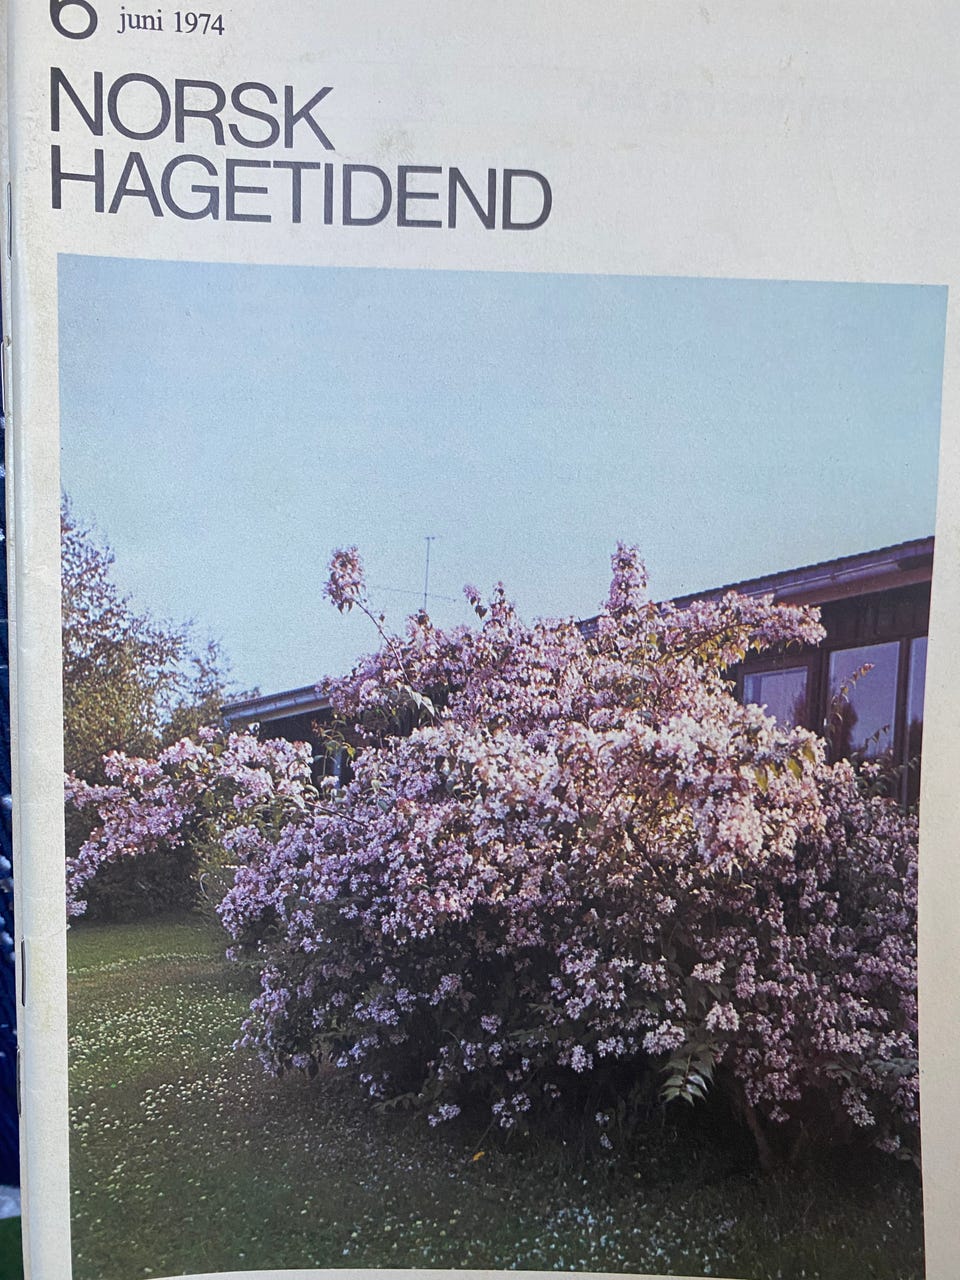 6 juni 1974
NORSK
HAGETIDEND